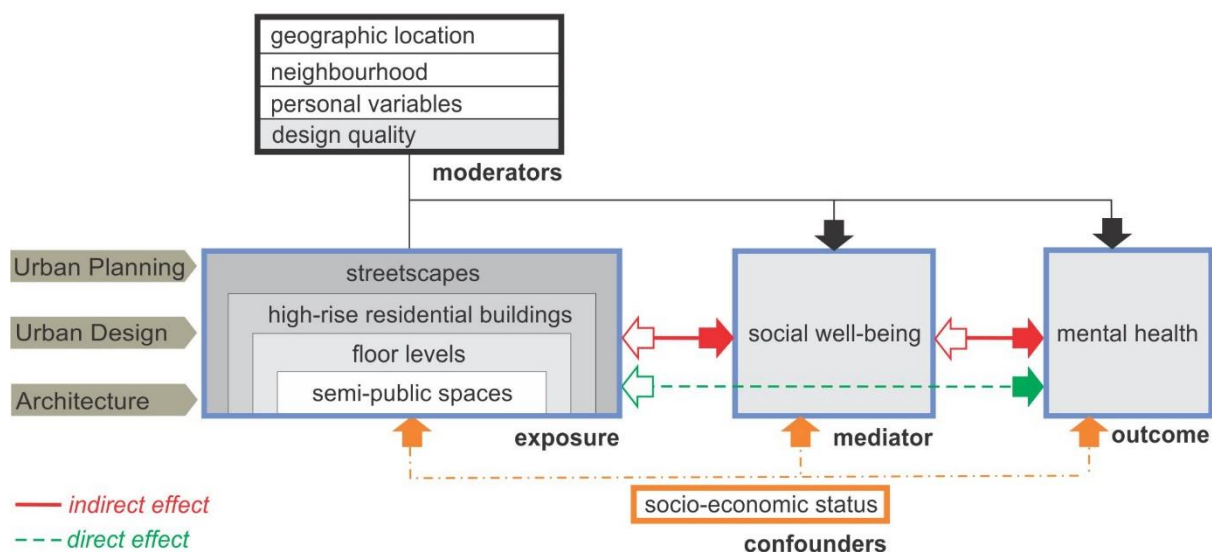 geographic location
neighbourhood
personal variables
design quality
moderators
Urban Planning
streetscapes
Urban Design
high-rise residential buildings
social well-being
mental health
floor levels
Architecture
semi-public spaces
exposure
mediator
outcome
indirect effect
socio-economic status
direct effect
confounders